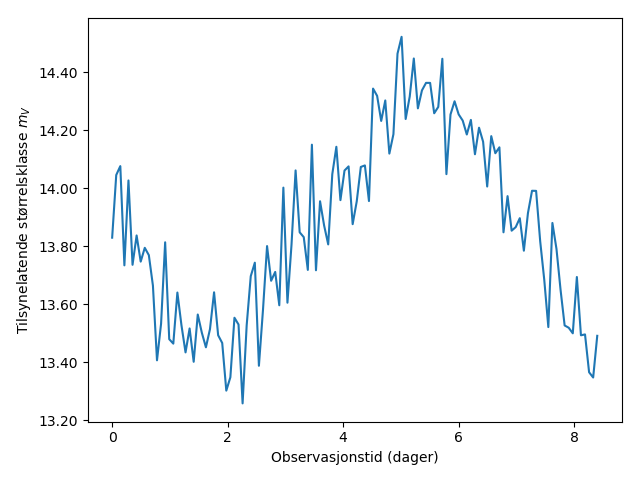 14.40
14.20
14.00
13.80
13.60
13.40
13.20
0 2 4 6 8
Tilsynelatende størrelsklasse m_V
Observasjonstid (dager)